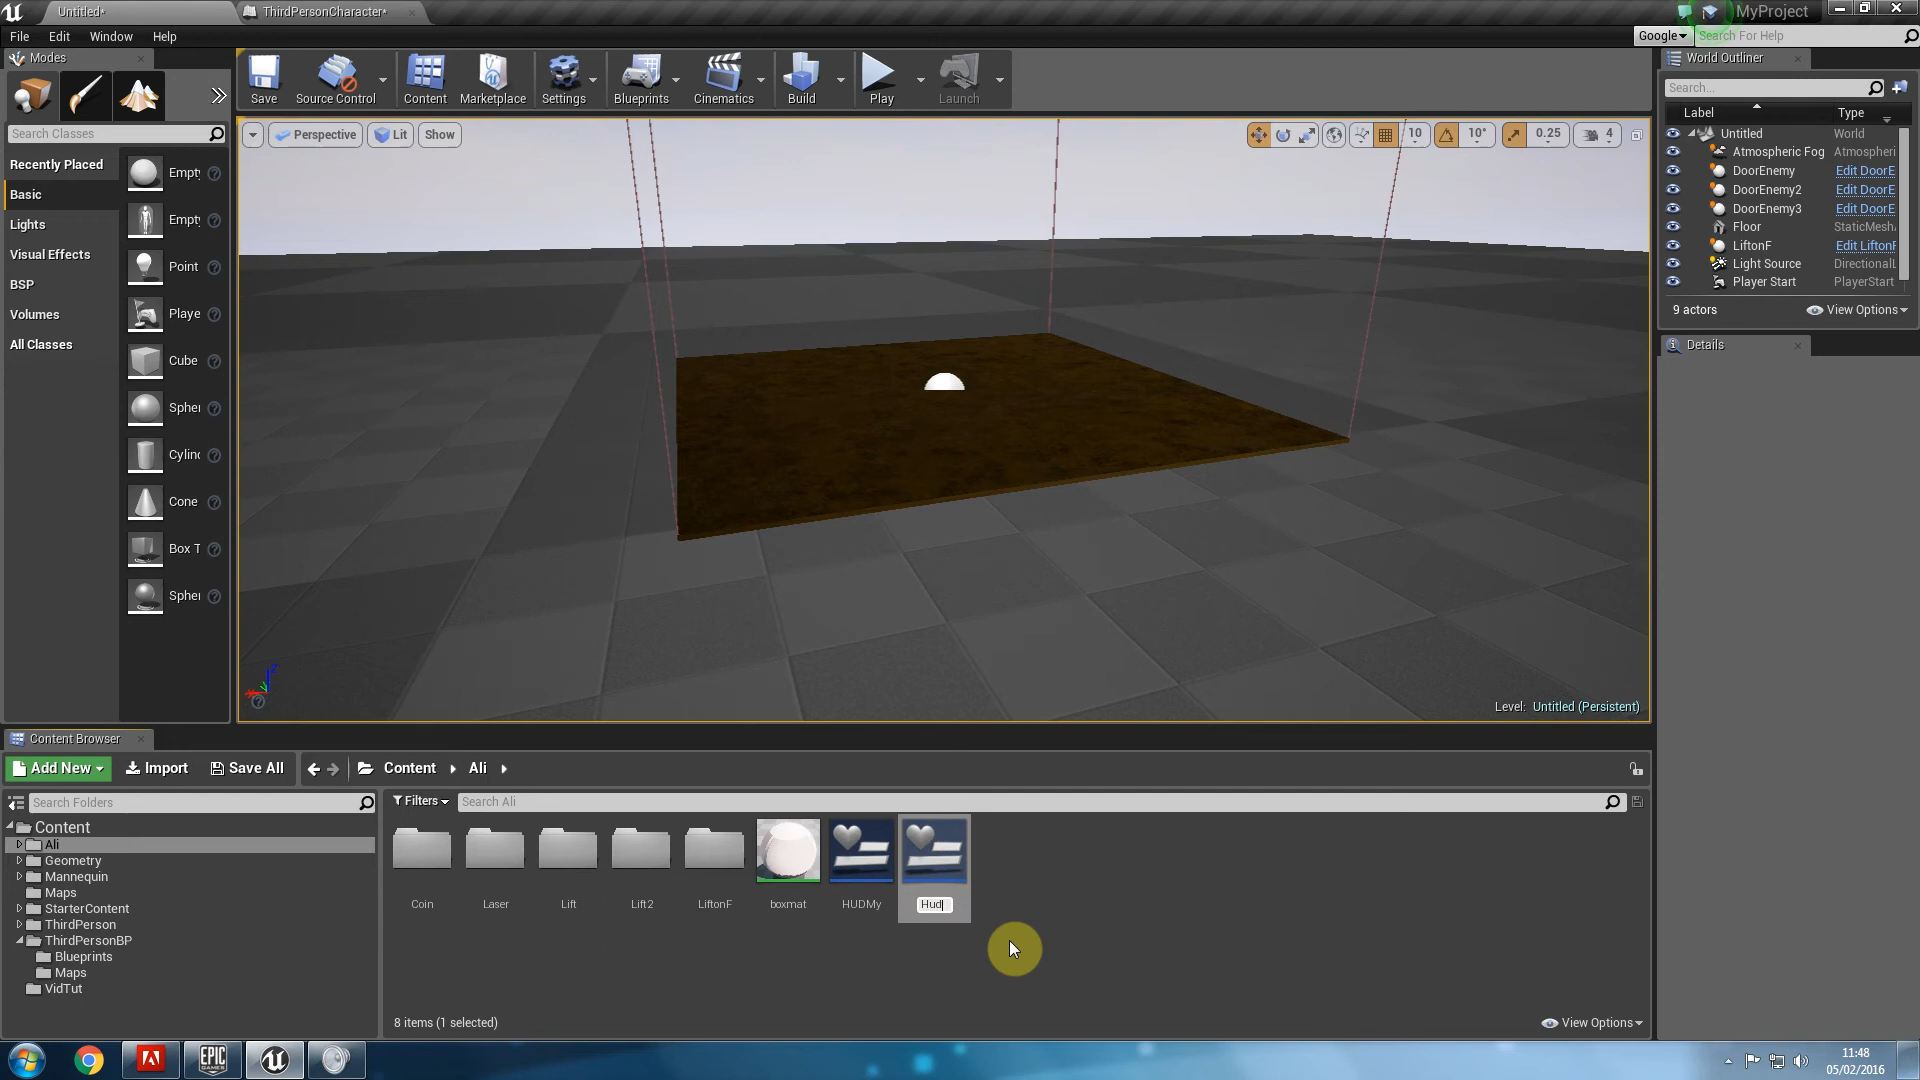 Untitled*
ThirdPersonCharacter*
MyProject
File
Edit
Window
Help
Google
Search For Help
Modes
Save
Source Control
Content
Marketplace
Settings
Blueprints
Cinematics
Build
Play
Launch
World Outliner
Search...
Label
Type
Search Classes
Recently Placed
Basic
Lights
Visual Effects
BSP
Volumes
All Classes
Empty
Empty
Point
Playe
Cube
Spher
Cylind
Cone
Box T
Spher
Perspective
Lit
Show
10
10°
0.25
4
Untitled
World
Atmospheric Fog
Atmospheri
DoorEnemy
Edit DoorE
DoorEnemy2
Edit DoorE
DoorEnemy3
Edit DoorE
Floor
StaticMesh
LiftonF
Edit LiftonF
Light Source
Directional
Player Start
PlayerStart
9 actors
View Options
Details
Level: Untitled (Persistent)
Content Browser
Add New
Import
Save All
Content
Ali
Search Folders
Filters
Search Ali
Content
Ali
Geometry
Mannequin
Maps
StarterContent
ThirdPerson
ThirdPersonBP
Blueprints
Maps
VidTut
Coin
Laser
Lift
Lift2
LiftonF
boxmat
HUDMy
Hud
8 items (1 selected)
View Options
EPIC
GAMES
11:48
05/02/2016